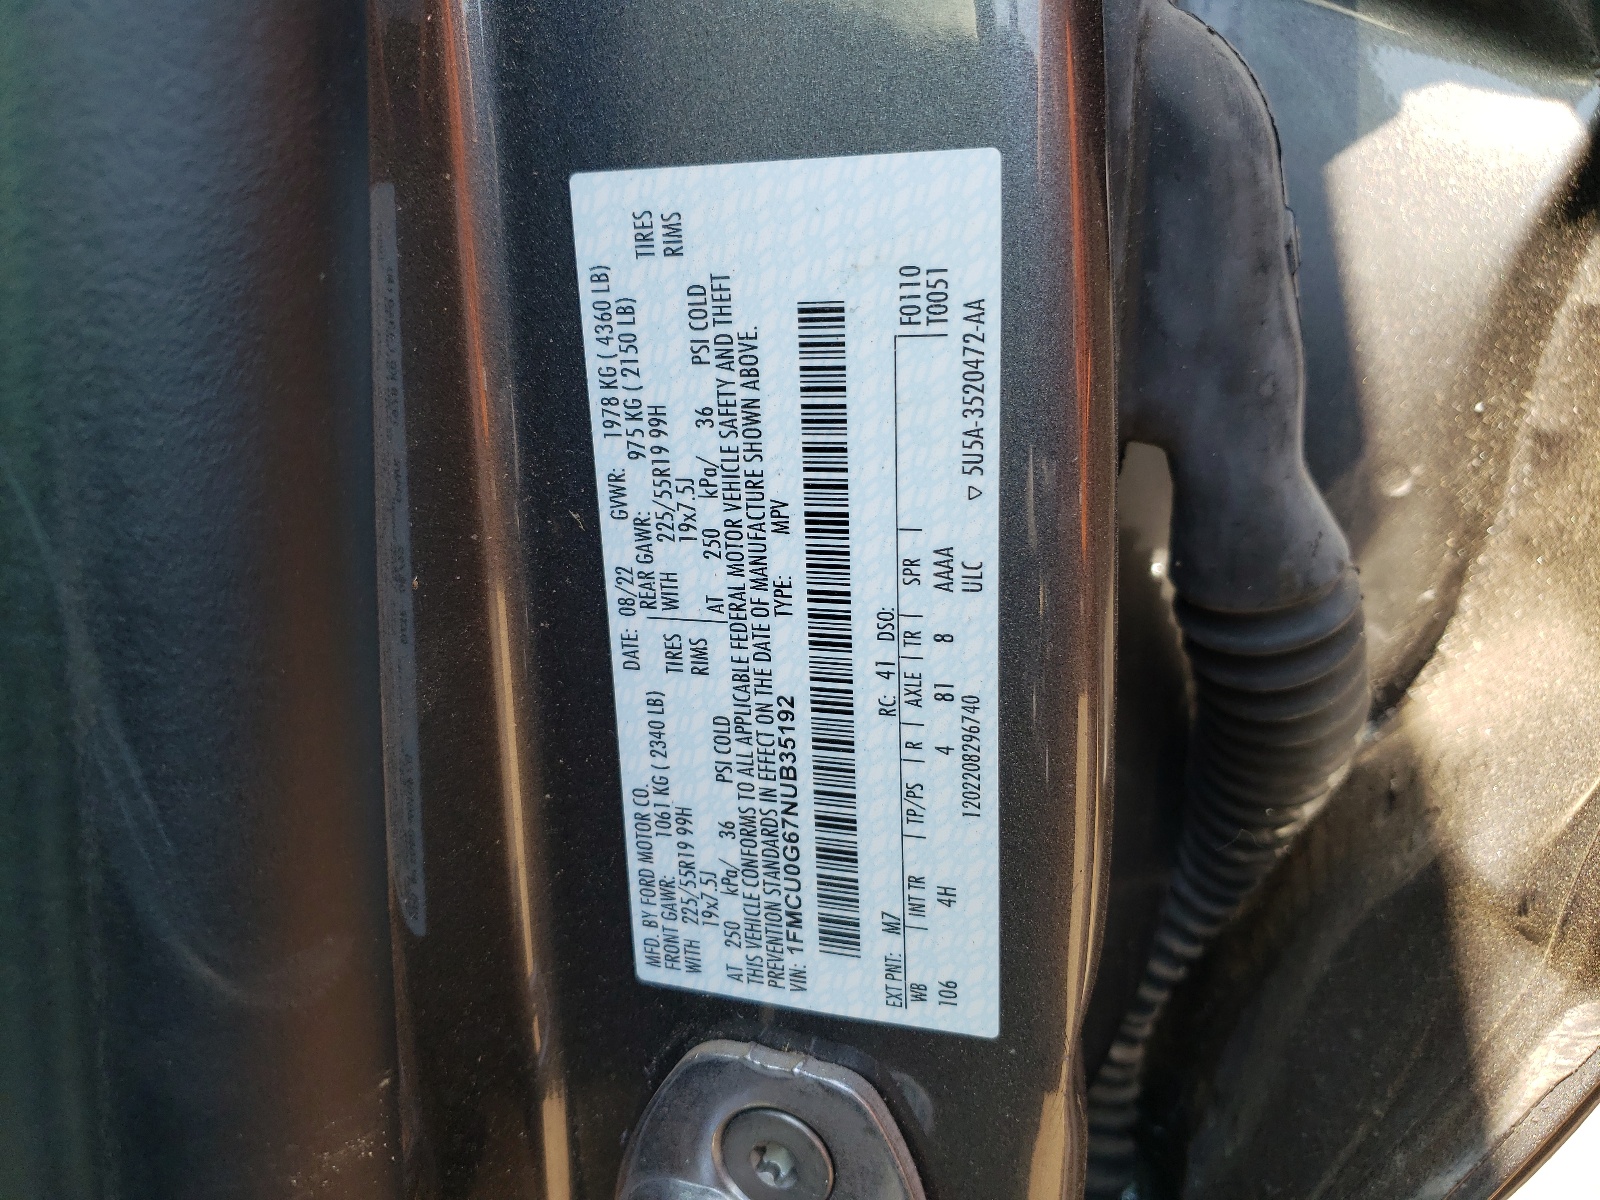 MFD. BY FORD MOTOR CO. DATE: 08/22 GVWR: 1978 KG ( 4360 LB)
FRONT GAWR: 1061 KG ( 2340 LB) REAR GAWR: 975 KG ( 2150 LB)
WITH 225/55R19 99H TIRES WITH 225/55R19 99H TIRES
19x7.5J RIMS 19x7.5J RIMS
AT 250 kPa/ 36 PSI COLD AT 250 kPa/ 36 PSI COLD
THIS VEHICLE CONFORMS TO ALL APPLICABLE FEDERAL MOTOR VEHICLE SAFETY AND THEFT
PREVENTION STANDARDS IN EFFECT ON THE DATE OF MANUFACTURE SHOWN ABOVE.
VIN: 1FMCU0G67NUB35192 TYPE: MPV
EXT PNT: M7 RC: 41 DSO: F0110
WB INT TR TP/PS R AXLE TR SPR T0051
106 4H 4 81 8 AAAA
1202208296740 ULC ▽ 5U5A-3520472-AA